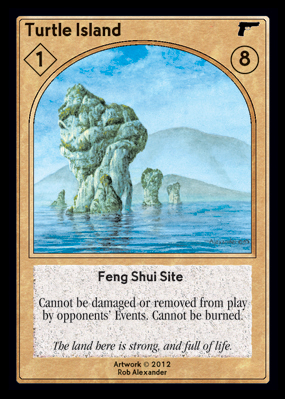 Turtle Island
1
8
Feng Shui Site
Cannot be damaged or removed from play
by opponents' Events. Cannot be burned.
The land here is strong, and full of life.
Artwork © 2012
Rob Alexander